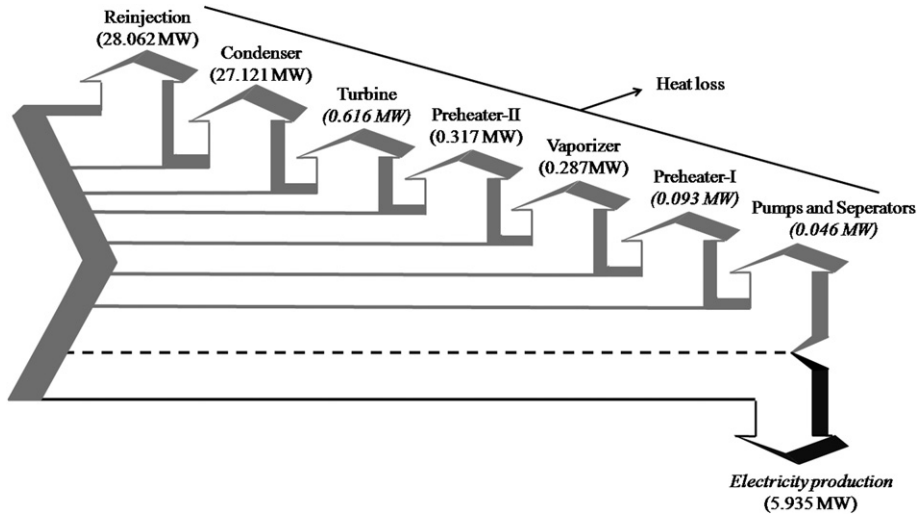 Reinjection
(28.062 MW)
Condenser
(27.121 MW)
Turbine
(0.616 MW)
Preheater-II
(0.317 MW)
Vaporizer
(0.287MW)
Preheater-I
(0.093 MW)
Pumps and Seperators
(0.046 MW)
Heat loss
Electricity production
(5.935 MW)